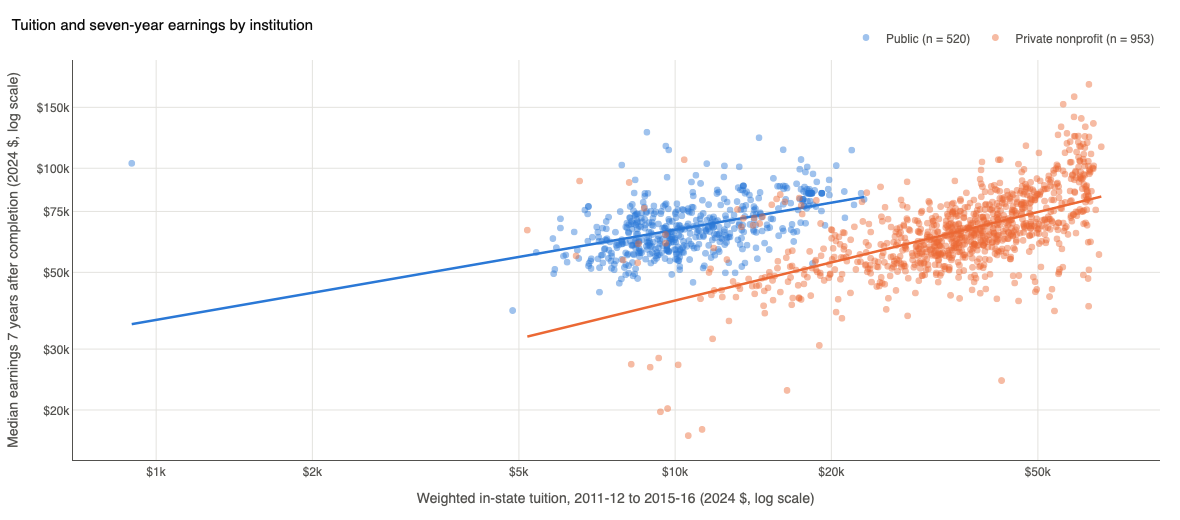 Tuition and seven-year earnings by institution
Public (n = 520)
Private nonprofit (n = 953)
Median earnings 7 years after completion (2024 $, log scale)
$150k
$100k
$75k
$50k
$30k
$20k
$1k
$2k
$5k
$10k
$20k
$50k
Weighted in-state tuition, 2011-12 to 2015-16 (2024 $, log scale)